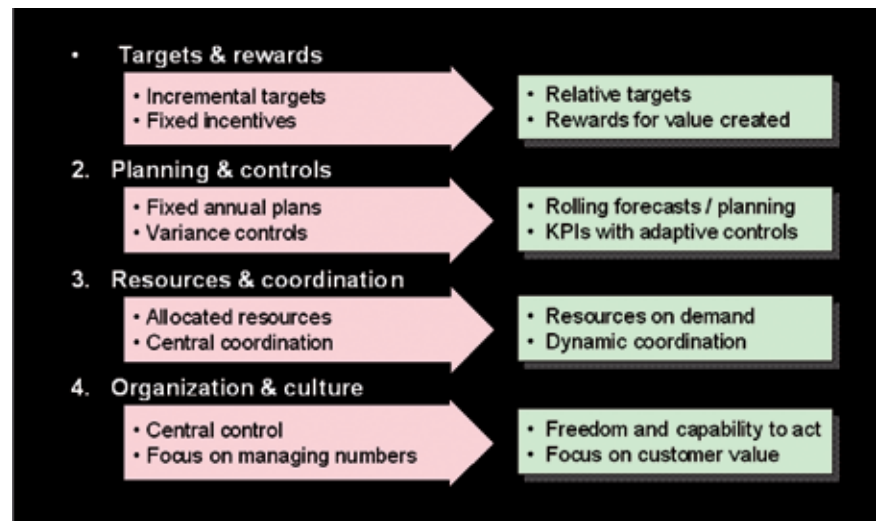 • Targets & rewards
• Incremental targets
• Fixed incentives
• Relative targets
• Rewards for value created
2. Planning & controls
• Fixed annual plans
• Variance controls
• Rolling forecasts / planning
• KPIs with adaptive controls
3. Resources & coordination
• Allocated resources
• Central coordination
• Resources on demand
• Dynamic coordination
4. Organization & culture
• Central control
• Focus on managing numbers
• Freedom and capability to act
• Focus on customer value